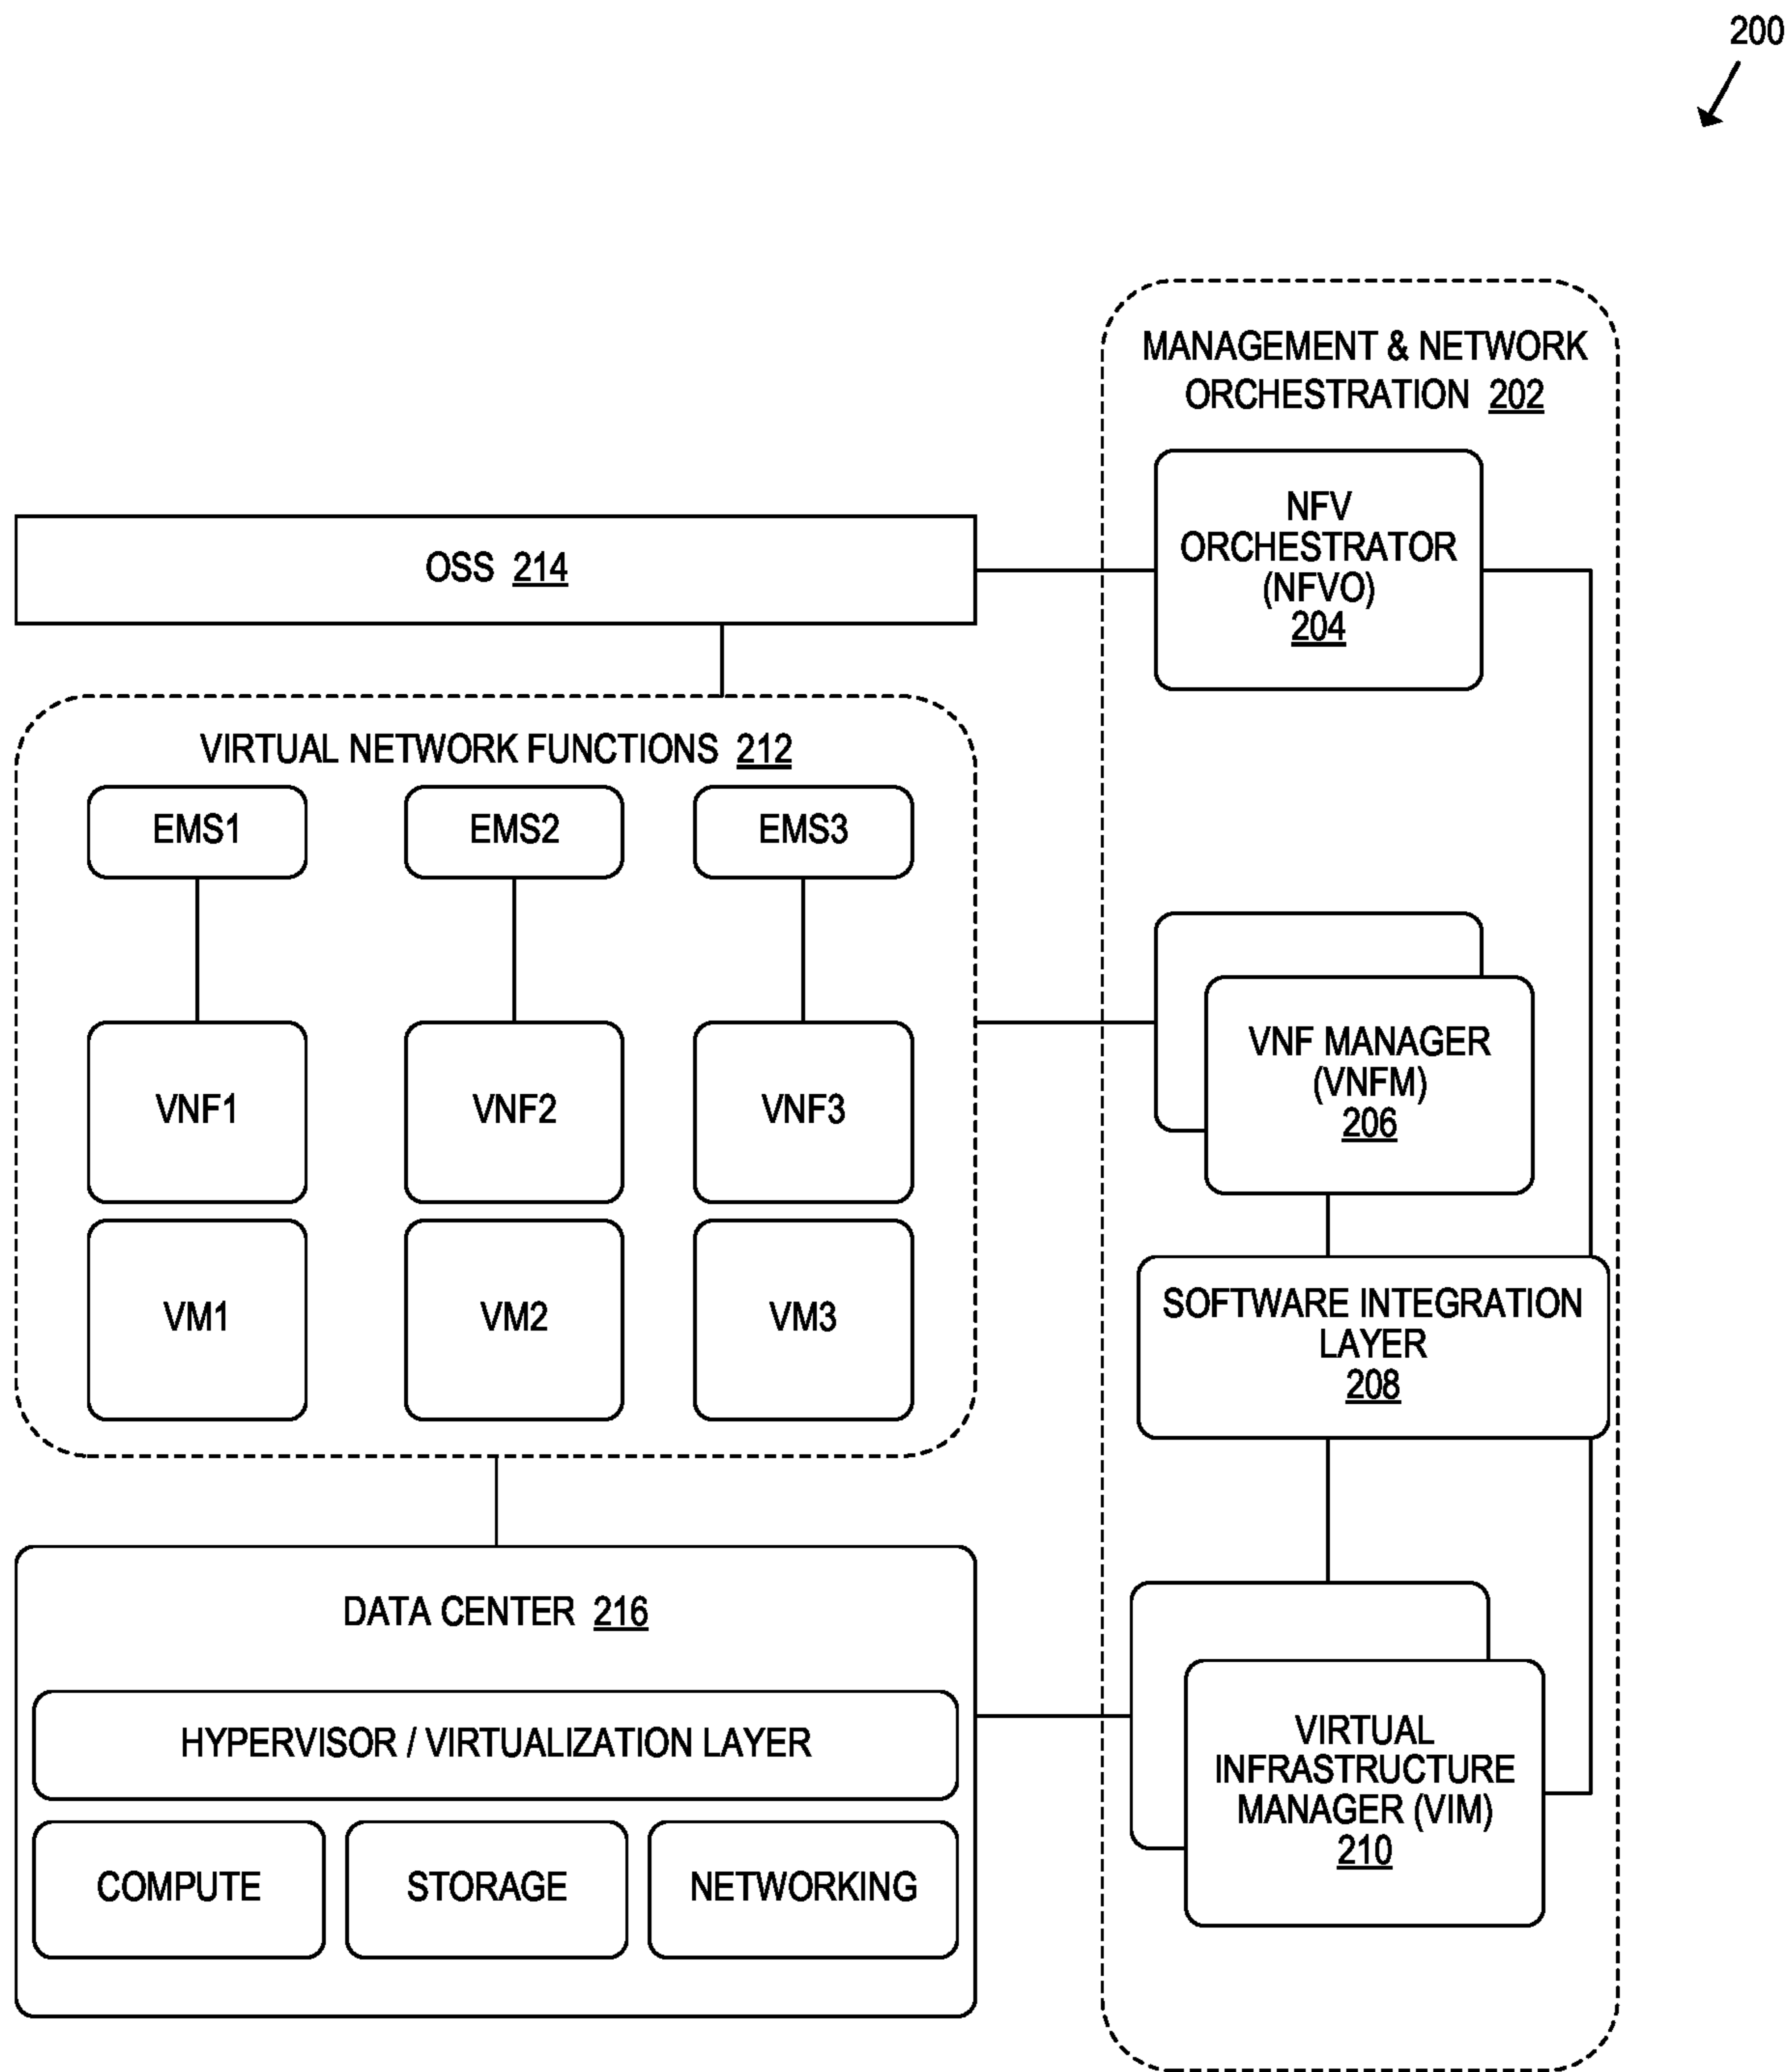 200
MANAGEMENT & NETWORK
ORCHESTRATION 202
NFV
ORCHESTRATOR
(NFVO)
204
OSS 214
VIRTUAL NETWORK FUNCTIONS 212
EMS1
EMS2
EMS3
VNF1
VNF2
VNF3
VM1
VM2
VM3
VNF MANAGER
(VNFM)
206
SOFTWARE INTEGRATION
LAYER
208
DATA CENTER 216
HYPERVISOR / VIRTUALIZATION LAYER
COMPUTE
STORAGE
NETWORKING
VIRTUAL
INFRASTRUCTURE
MANAGER (VIM)
210